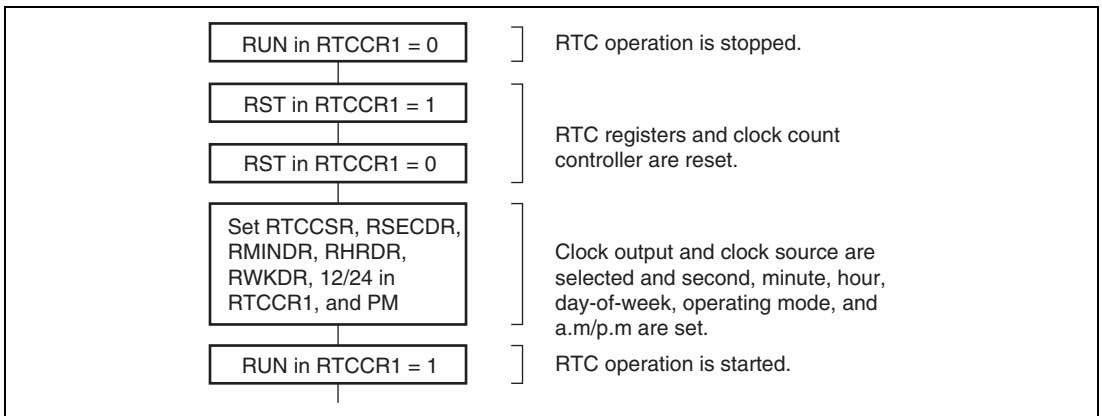 RUN in RTCCR1 = 0
RTC operation is stopped.
RST in RTCCR1 = 1
RST in RTCCR1 = 0
RTC registers and clock count
controller are reset.
Set RTCCSR, RSECDR,
RMINDR, RHRDR,
RWKDR, 12/24 in
RTCCR1, and PM
Clock output and clock source are
selected and second, minute, hour,
day-of-week, operating mode, and
a.m/p.m are set.
RUN in RTCCR1 = 1
RTC operation is started.